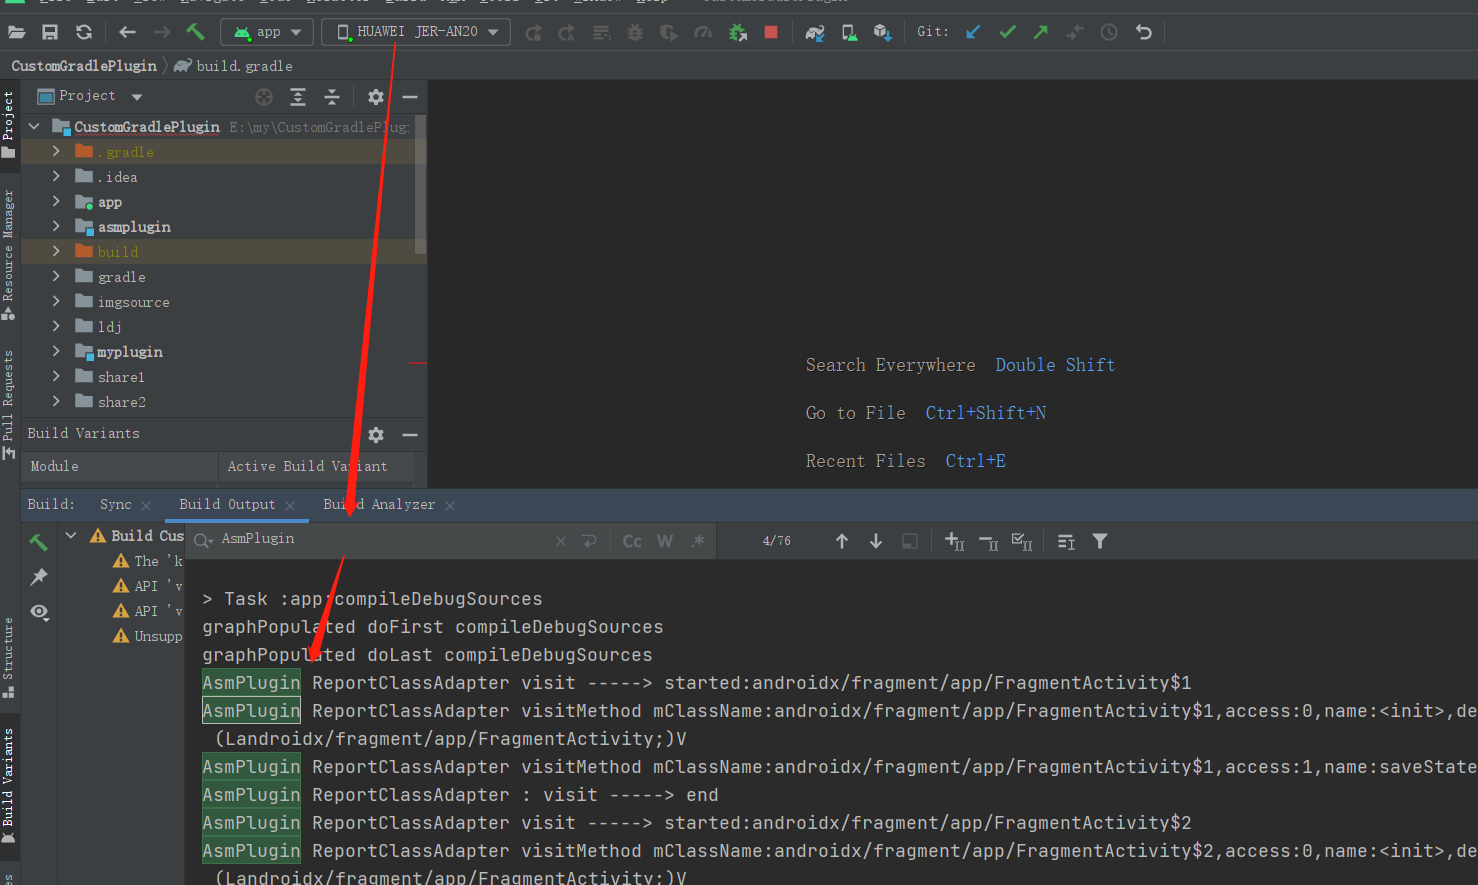 app
HUAWEI JER-AN20
Git:
CustomGradlePlugin
build.gradle
Project
Project
CustomGradlePlugin E:\my\CustomGradlePlug
.gradle
.idea
app
asmplugin
build
gradle
imgsource
ldj
myplugin
share1
share2
Resource Manager
Pull Requests
Search Everywhere Double Shift
Go to File Ctrl+Shift+N
Recent Files Ctrl+E
Build Variants
Module
Active Build Variant
Build: Sync Build Output Build Analyzer
Structure
Build Variants
Build Cus
The 'k
API 'v
API 'v
Unsupp
AsmPlugin
Cc W .*
4/76
> Task :app:compileDebugSources
graphPopulated doFirst compileDebugSources
graphPopulated doLast compileDebugSources
AsmPlugin ReportClassAdapter visit -----> started:androidx/fragment/app/FragmentActivity$1
AsmPlugin ReportClassAdapter visitMethod mClassName:androidx/fragment/app/FragmentActivity$1,access:0,name:<init>,de
(Landroidx/fragment/app/FragmentActivity;)V
AsmPlugin ReportClassAdapter visitMethod mClassName:androidx/fragment/app/FragmentActivity$1,access:1,name:saveState
AsmPlugin ReportClassAdapter : visit -----> end
AsmPlugin ReportClassAdapter visit -----> started:androidx/fragment/app/FragmentActivity$2
AsmPlugin ReportClassAdapter visitMethod mClassName:androidx/fragment/app/FragmentActivity$2,access:0,name:<init>,de
(Landroidx/fragment/app/FragmentActivity;)V